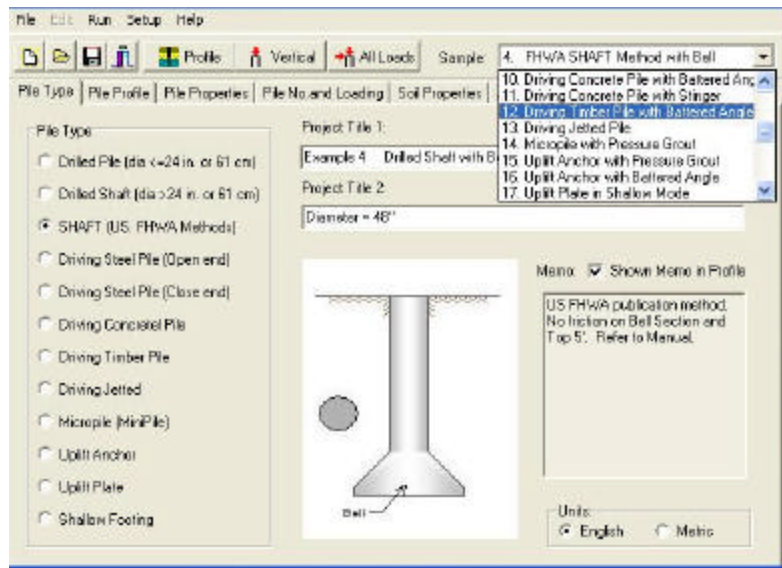 File Edit Run Setup Help
Profile Vertical All Loads Sample: 4. FHWA SHAFT Method with Bell
10. Driving Concrete Pile with Battered Ang
11. Driving Concrete Pile with Stinger
12. Driving Timber Pile with Battered Angle
13. Driving Jetted Pile
14. Micropile with Pressure Grout
15. Uplift Anchor with Pressure Grout
16. Uplift Anchor with Battered Angle
17. Uplift Plate in Shallow Mode
Pile Type Pile Profile Pile Properties Pile No.and Loading Soil Properties
Pile Type
Drilled Pile (dia <=24 in. or 61 cm)
Drilled Shaft (dia >24 in. or 61 cm)
SHAFT (US. FHWA Methods)
Driving Steel Pile (Open end)
Driving Steel Pile (Close end)
Driving Concretel Pile
Driving Timber Pile
Driving Jetted
Micropile (MiniPile)
Uplift Anchor
Uplift Plate
Shallow Footing
Project Title 1:
Example 4 Drilled Shaft with B
Project Title 2:
Diameter = 48"
Bell
Memo: Shown Memo in Profile
US FHWA publication method.
No friction on Bell Section and
Top 5'. Refer to Manual.
Units:
English Metric